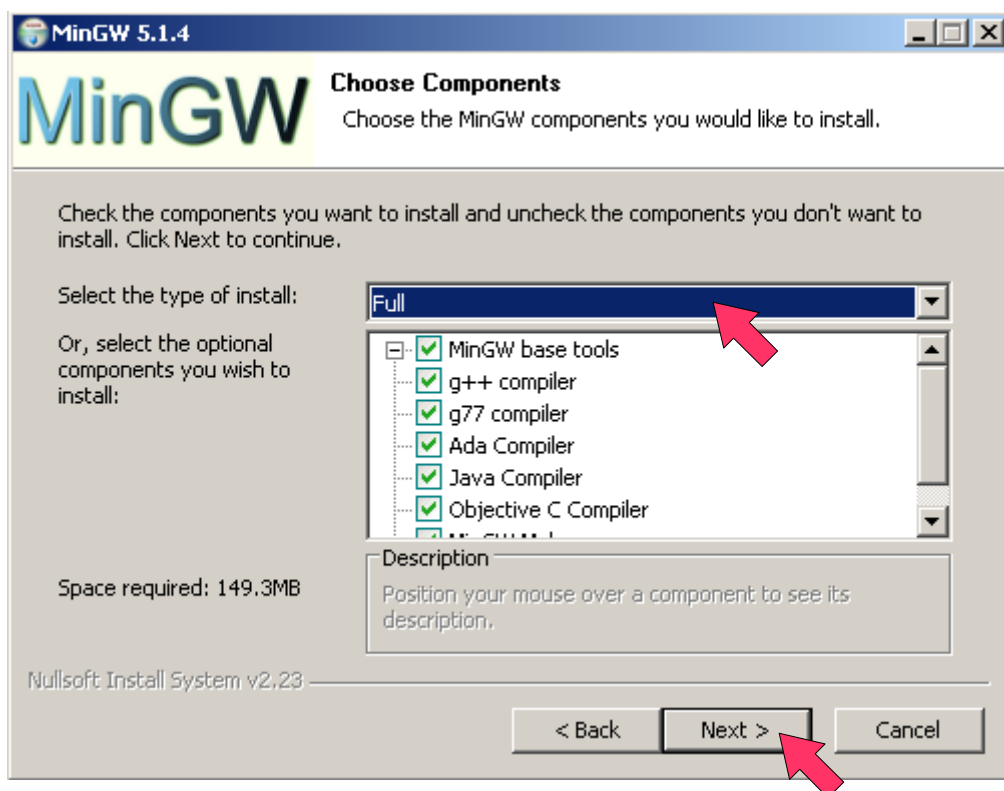 MinGW 5.1.4
MinGW
Choose Components
Choose the MinGW components you would like to install.
Check the components you want to install and uncheck the components you don't want to
install. Click Next to continue.
Select the type of install:
Full
Or, select the optional
components you wish to
install:
MinGW base tools
g++ compiler
g77 compiler
Ada Compiler
Java Compiler
Objective C Compiler
Space required: 149.3MB
Description
Position your mouse over a component to see its
description.
Nullsoft Install System v2.23
< Back
Next >
Cancel